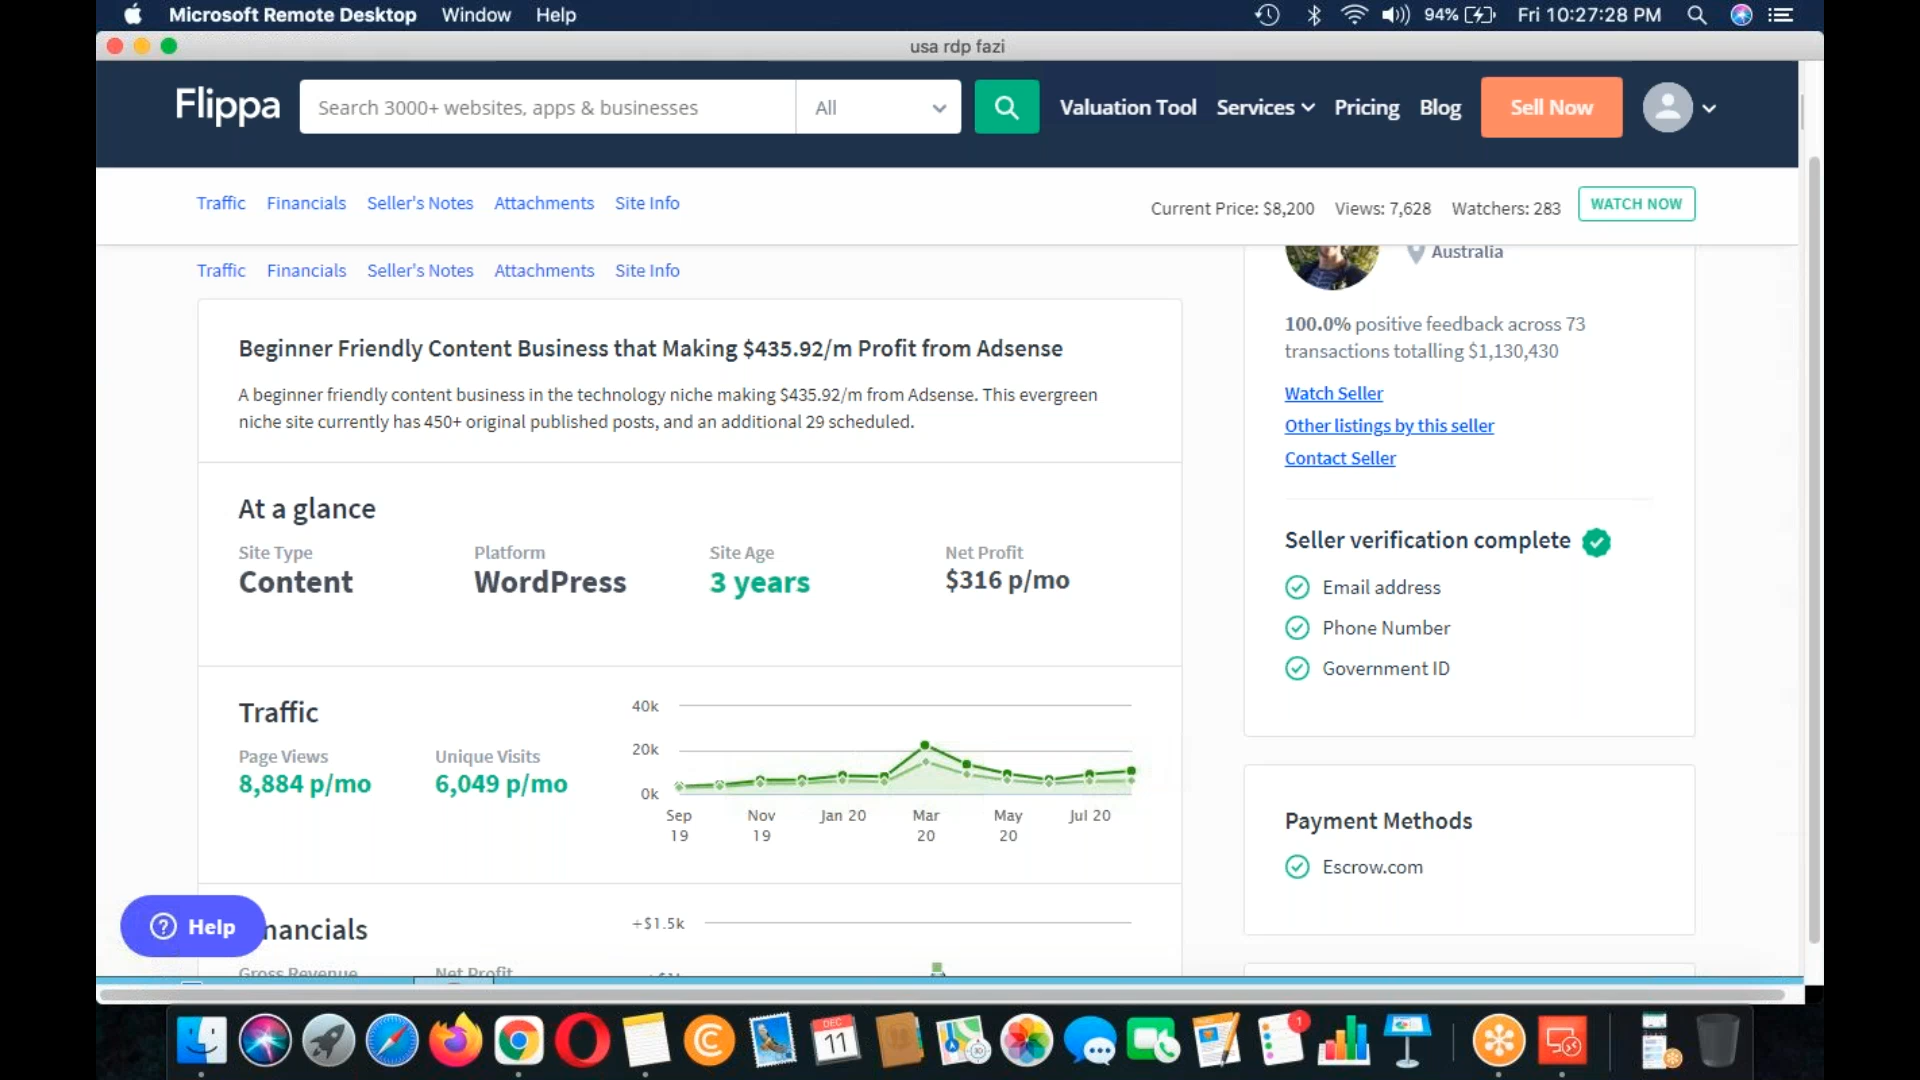 Microsoft Remote Desktop Window Help 94% Fri 10:27:28 PM
usa rdp fazi
Flippa Search 3000+ websites, apps & businesses All Valuation Tool Services Pricing Blog Sell Now
Traffic Financials Seller's Notes Attachments Site Info Current Price: $8,200 Views: 7,628 Watchers: 283 WATCH NOW
Australia
Traffic Financials Seller's Notes Attachments Site Info
100.0% positive feedback across 73
transactions totalling $1,130,430
Watch Seller
Other listings by this seller
Contact Seller
Beginner Friendly Content Business that Making $435.92/m Profit from Adsense
A beginner friendly content business in the technology niche making $435.92/m from Adsense. This evergreen
niche site currently has 450+ original published posts, and an additional 29 scheduled.
At a glance
Site Type Platform Site Age Net Profit
Content WordPress 3 years $316 p/mo
Seller verification complete
Email address
Phone Number
Government ID
Traffic
Page Views Unique Visits
8,884 p/mo 6,049 p/mo
40k
20k
0k
Sep Nov Jan 20 Mar May Jul 20
19 19 20 20
Payment Methods
Escrow.com
Help
nancials
+$1.5k
Gross Revenue Net Profit
DEC
11
1